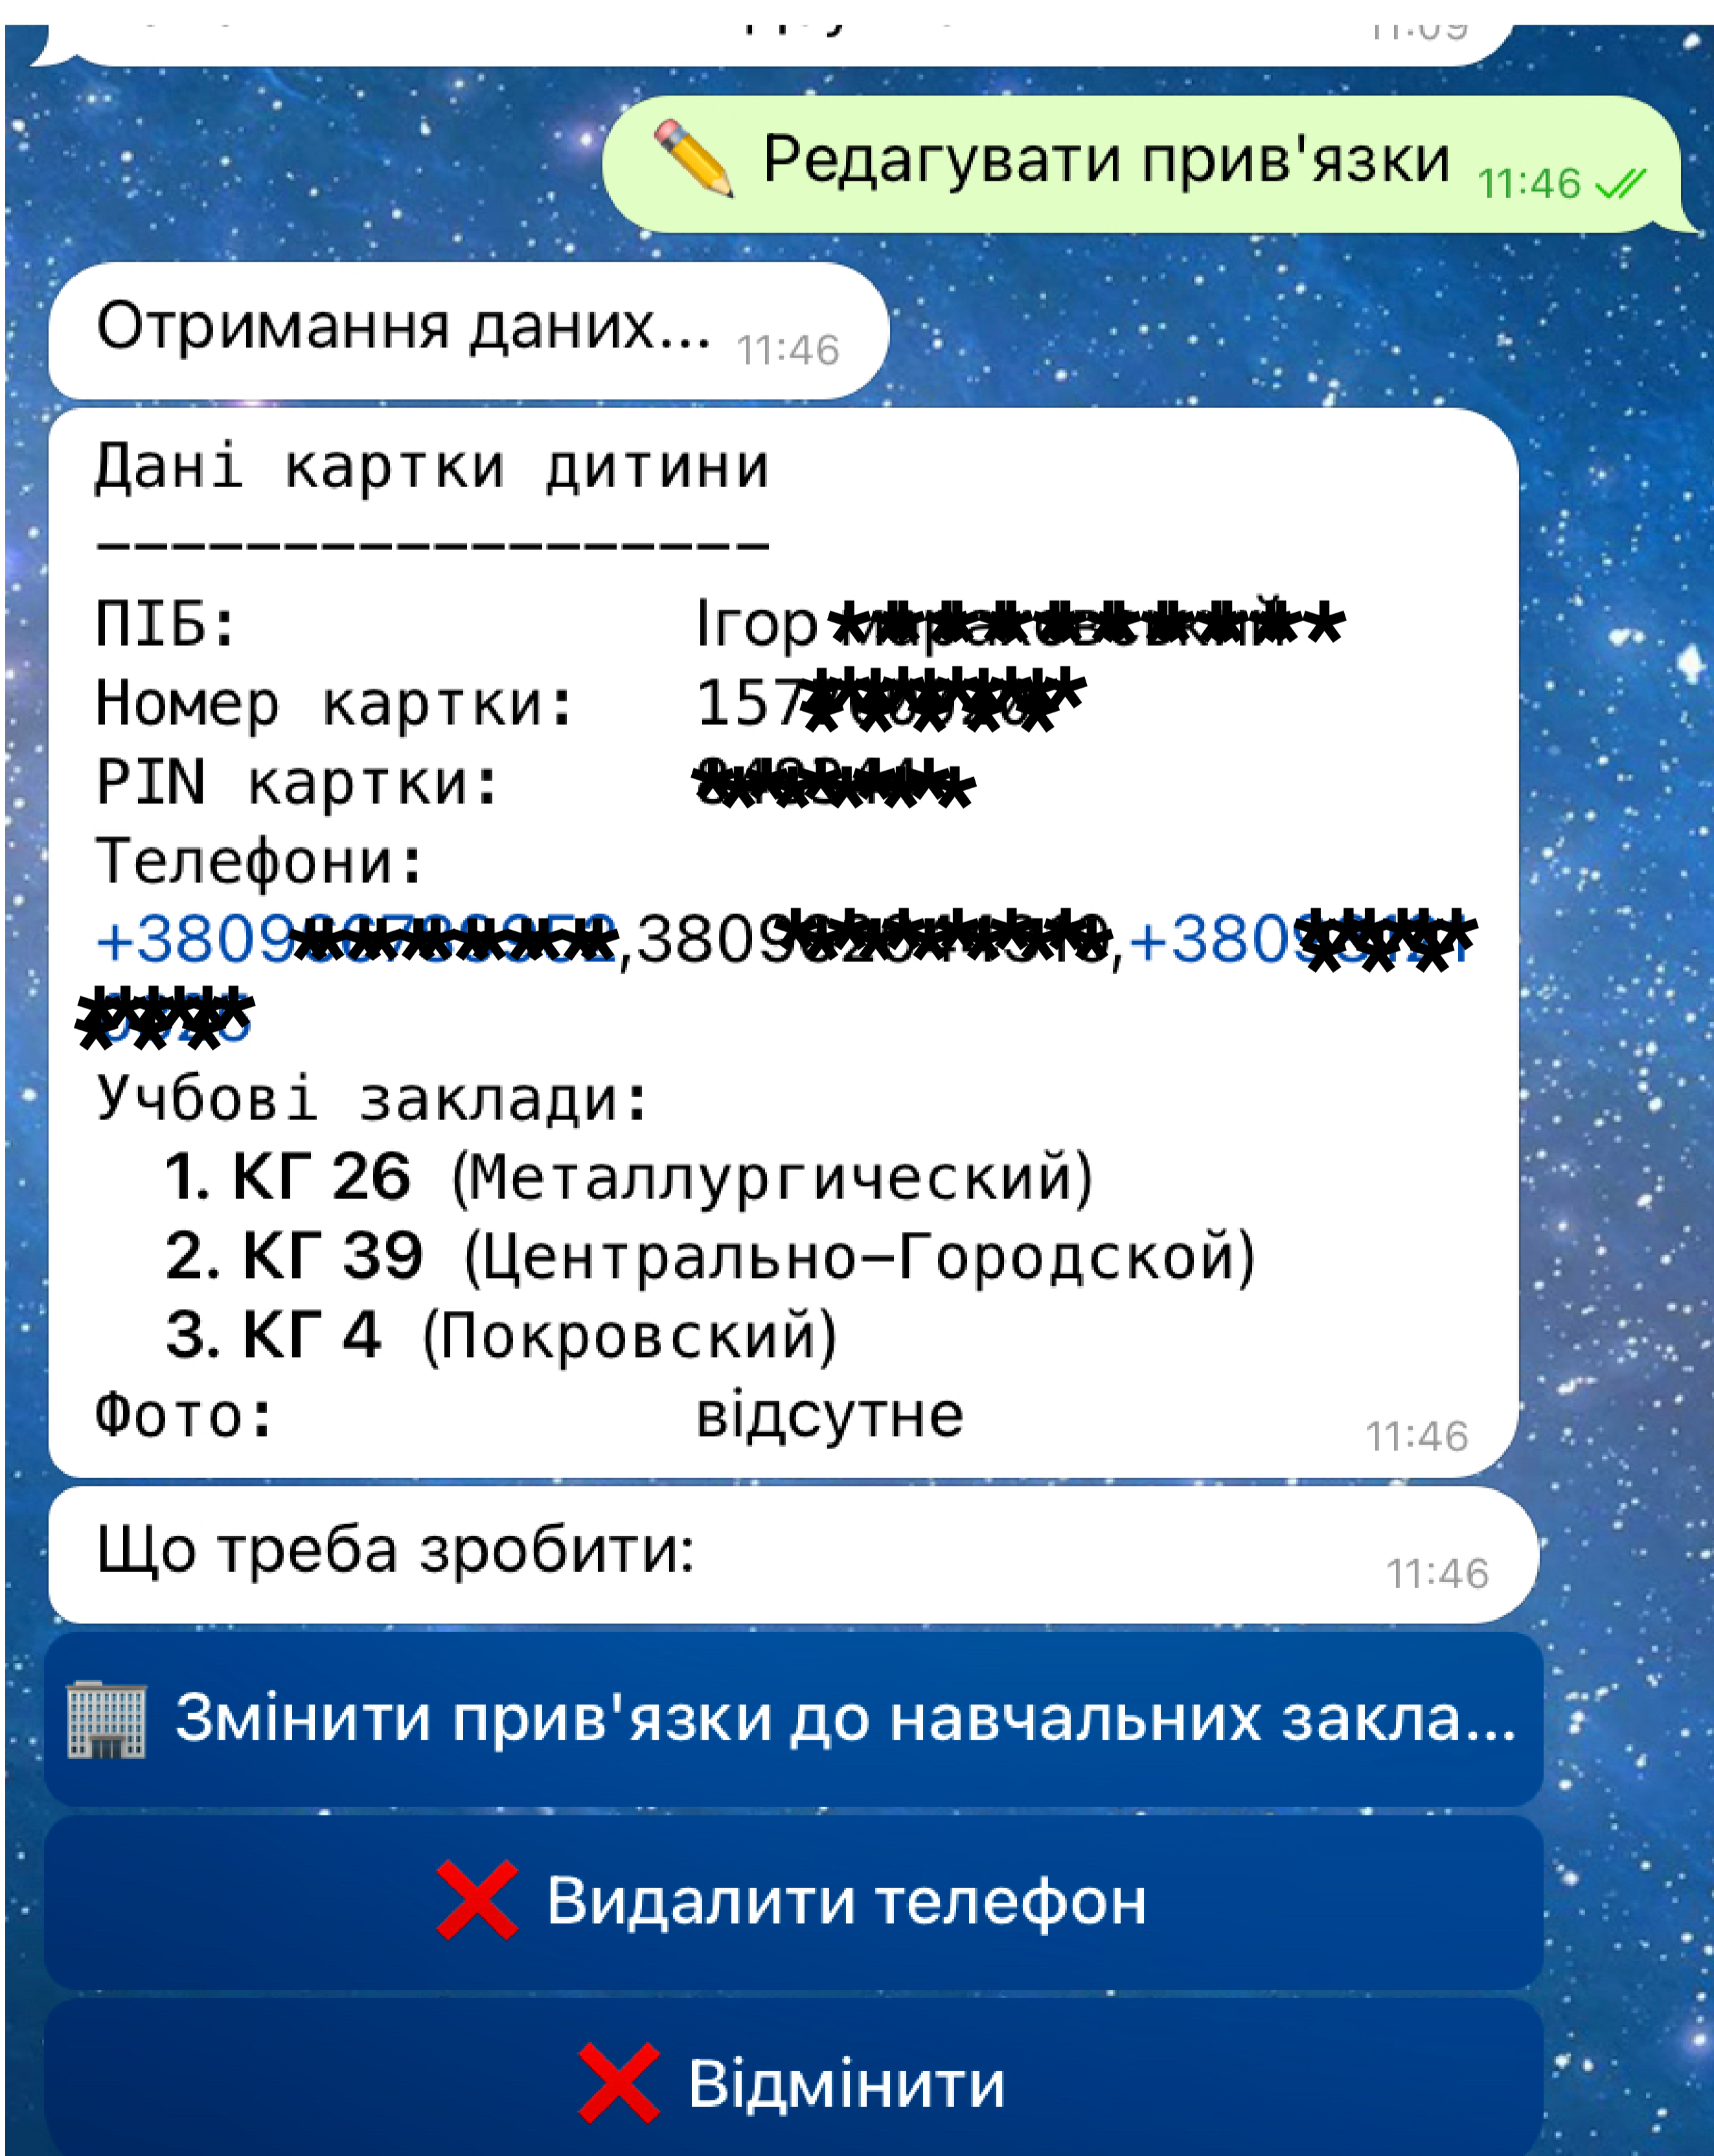 ✏️ Редагувати прив'язки 11:46
Отримання даних... 11:46
Дані картки дитини
------------------
ПІБ: Ігор
Номер картки: 157
PIN картки:
Телефони:
+3809 ,3809 ,+380
Учбові заклади:
1. КГ 26 (Металлургический)
2. КГ 39 (Центрально-Городской)
3. КГ 4 (Покровский)
Фото: відсутне 11:46
Що треба зробити: 11:46
🏢 Змінити прив'язки до навчальних закла...
❌ Видалити телефон
❌ Відмінити